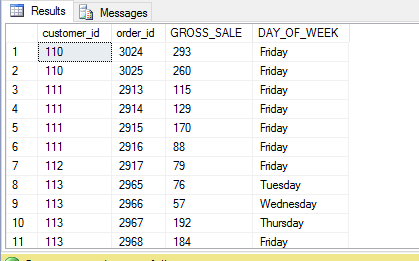 Results Messages
customer_id order_id GROSS_SALE DAY_OF_WEEK
1 110 3024 293 Friday
2 110 3025 260 Friday
3 111 2913 115 Friday
4 111 2914 129 Friday
5 111 2915 170 Friday
6 111 2916 88 Friday
7 112 2917 79 Friday
8 113 2965 76 Tuesday
9 113 2966 57 Wednesday
10 113 2967 192 Thursday
11 113 2968 184 Friday